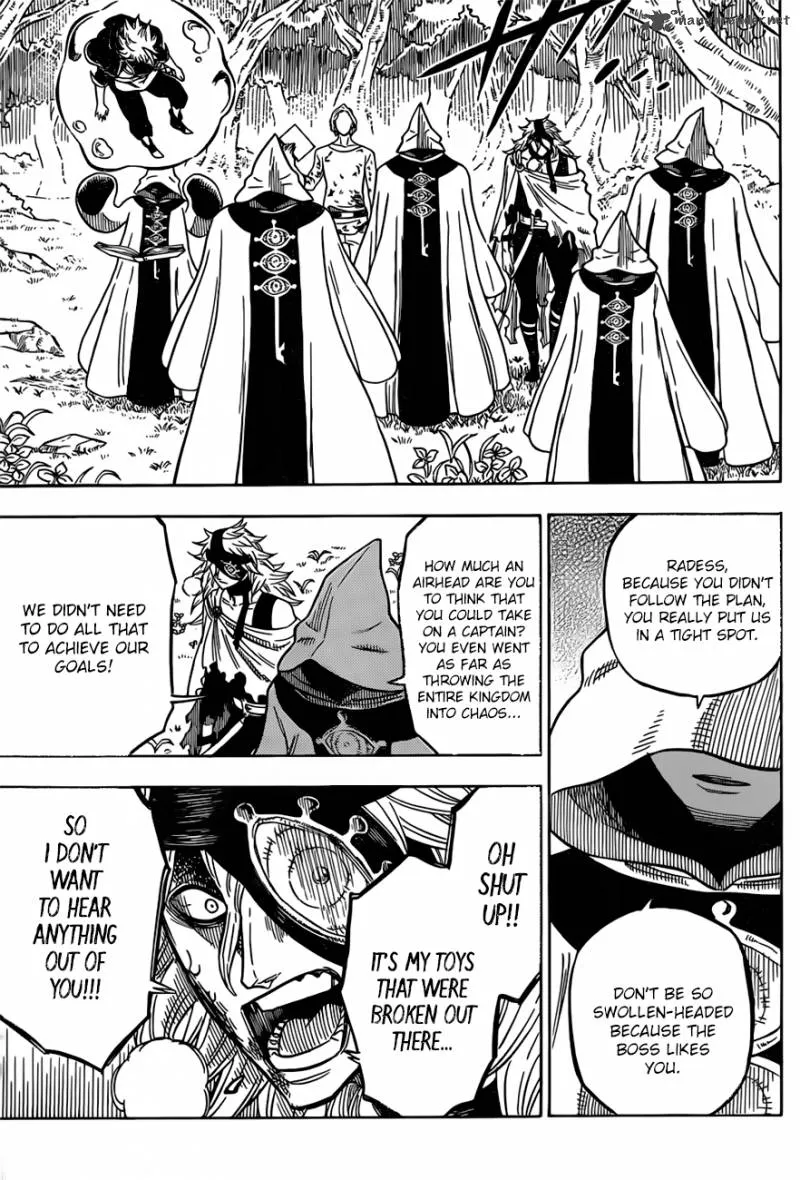 RADESS,
BECAUSE YOU DIDN'T
FOLLOW THE PLAN,
YOU REALLY PUT US
IN A TIGHT SPOT.
DON'T BE SO
SWOLLEN-HEADED
BECAUSE THE
BOSS LIKES
YOU.
HOW MUCH AN
AIRHEAD ARE YOU
TO THINK THAT
YOU COULD TAKE
ON A CAPTAIN?
YOU EVEN WENT
AS FAR AS
THROWING THE
ENTIRE KINGDOM
INTO CHAOS...
WE DIDN'T NEED
TO DO ALL THAT
TO ACHIEVE OUR
GOALS!
OH
SHUT
UP!!
IT'S MY TOYS
THAT WERE
BROKEN OUT
THERE...
SO
I DON'T
WANT
TO HEAR
ANYTHING
OUT OF
YOU!!!